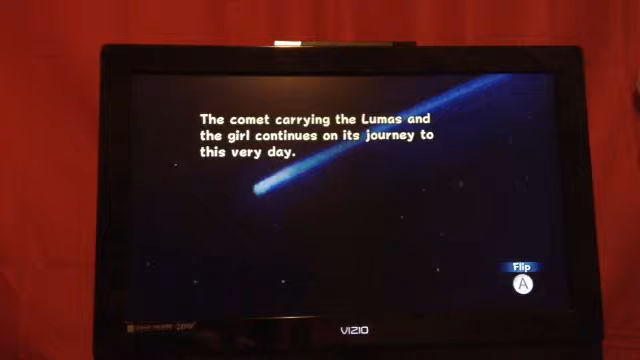 The comet carrying the Lumas and
the girl continues on its journey to
this very day.
Flip
A
VIZIO